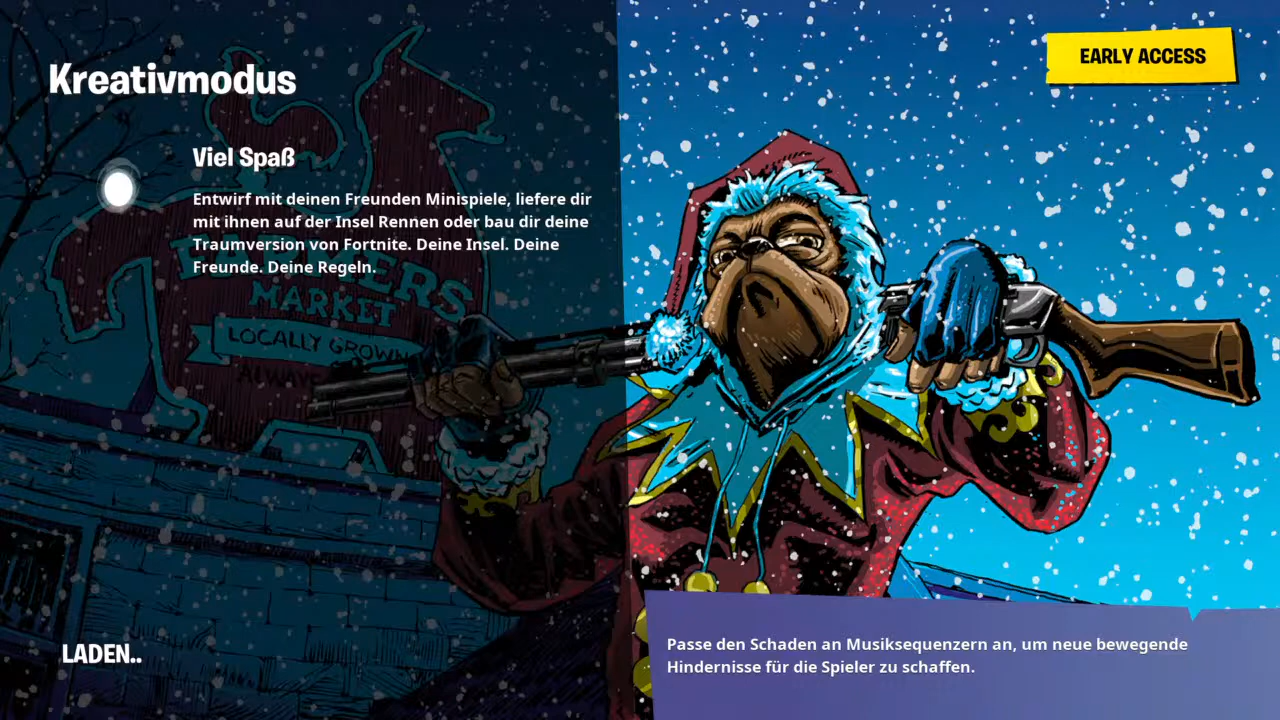 Kreativmodus
EARLY ACCESS
Viel Spaß
Entwirf mit deinen Freunden Minispiele, liefere dir
mit ihnen auf der Insel Rennen oder bau dir deine
Traumversion von Fortnite. Deine Insel. Deine
Freunde. Deine Regeln.
FARMERS
MARKET
LOCALLY GROWN
ALWAYS
LADEN..
Passe den Schaden an Musiksequenzern an, um neue bewegende
Hindernisse für die Spieler zu schaffen.